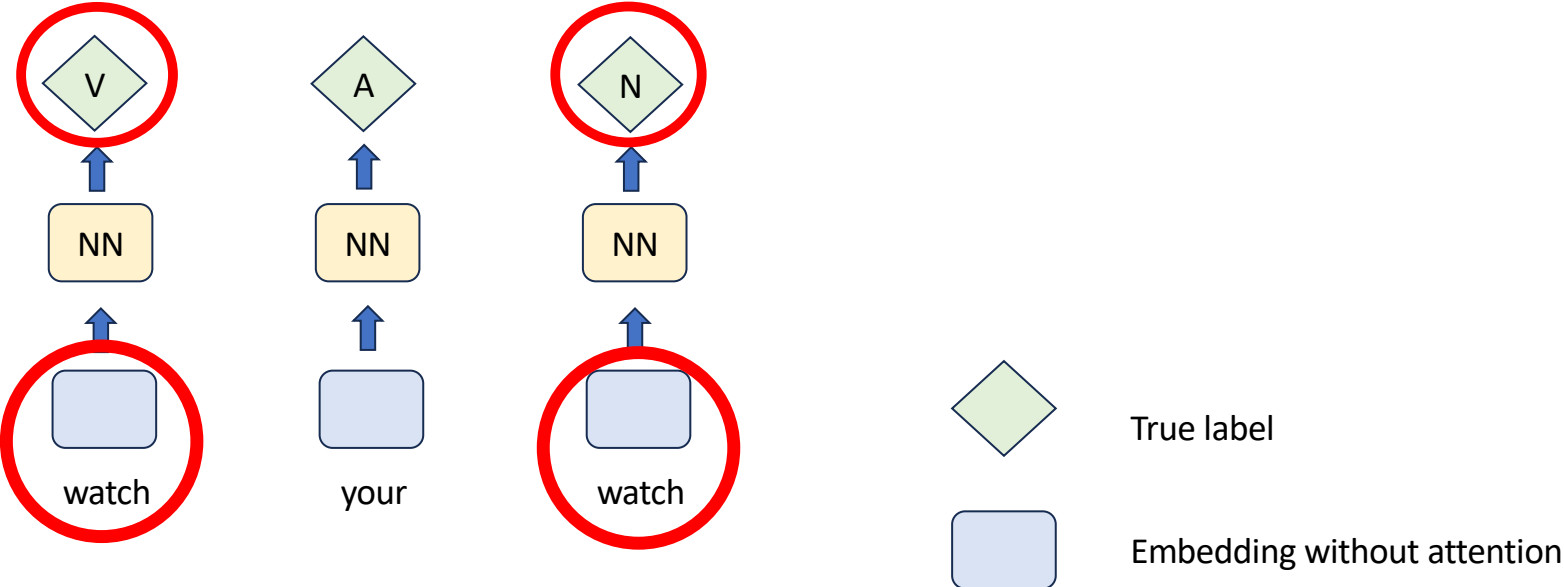 V A N
NN NN NN
watch your watch
True label
Embedding without attention